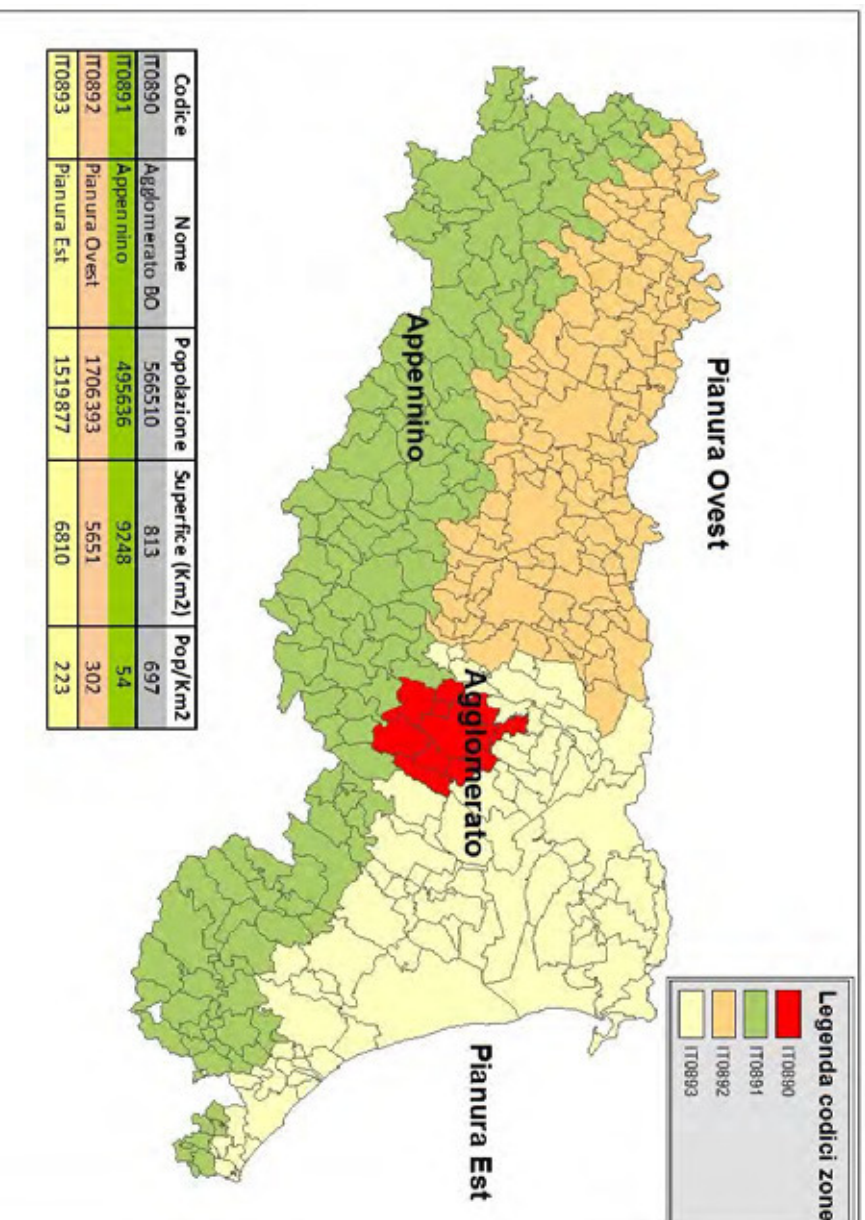 Pianura Ovest
Legenda codici zone
IT0890
IT0891
IT0892
IT0893
Appennino
Agglomerato
Pianura Est
Codice Nome Popolazione Superfice (Km2) Pop/Km2
IT0890 Agglomerato BO 566510 813 697
IT0891 Appennino 495636 9248 54
IT0892 Pianura Ovest 1706393 5651 302
IT0893 Pianura Est 1519877 6810 223